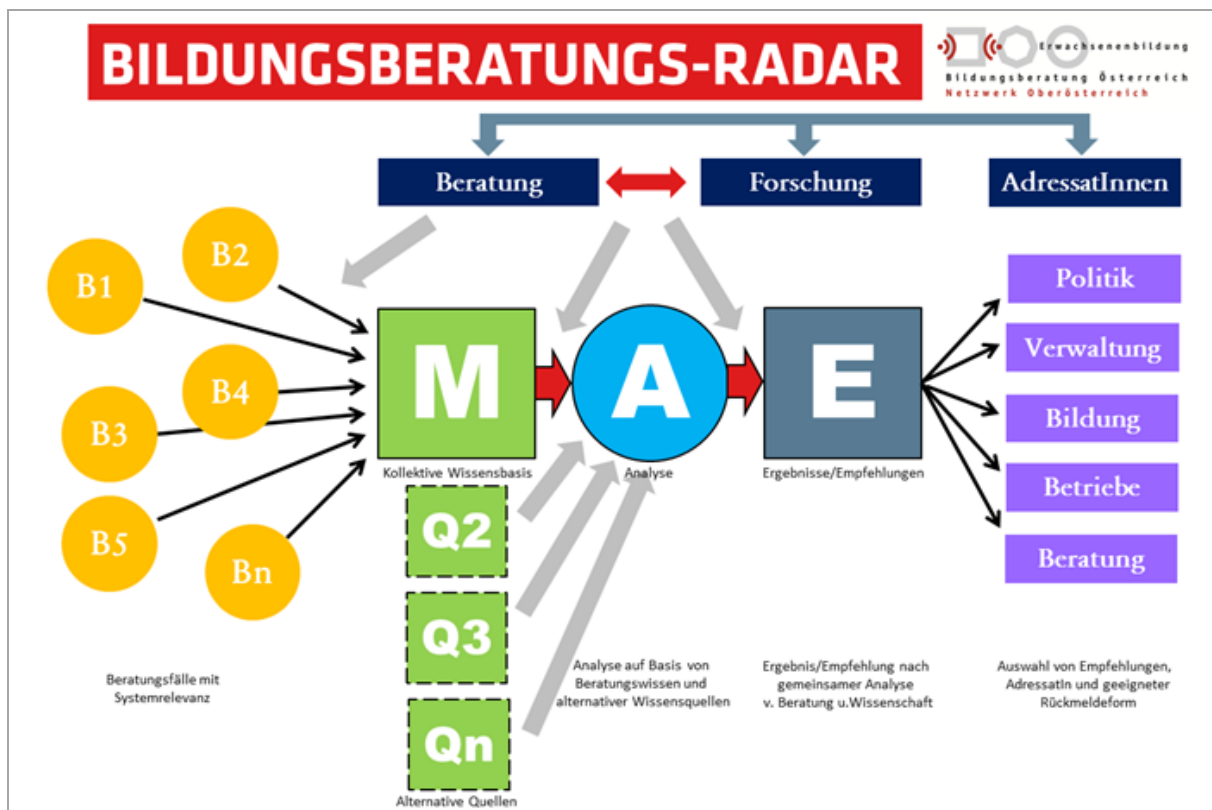 BILDUNGSBERATUNGS-RADAR
Erwachsenenbildung
Bildungsberatung Österreich
Netzwerk Oberösterreich
Beratung
Forschung
AdressatInnen
B1
B2
B3
B4
B5
Bn
M
Kollektive Wissensbasis
A
Analyse
E
Ergebnisse/Empfehlungen
Politik
Verwaltung
Bildung
Betriebe
Beratung
Q2
Q3
Qn
Alternative Quellen
Beratungsfälle mit
Systemrelevanz
Analyse auf Basis von
Beratungswissen und
alternativer Wissensquellen
Ergebnis/Empfehlung nach
gemeinsamer Analyse
v. Beratung u.Wissenschaft
Auswahl von Empfehlungen,
AdressatIn und geeigneter
Rückmeldeform